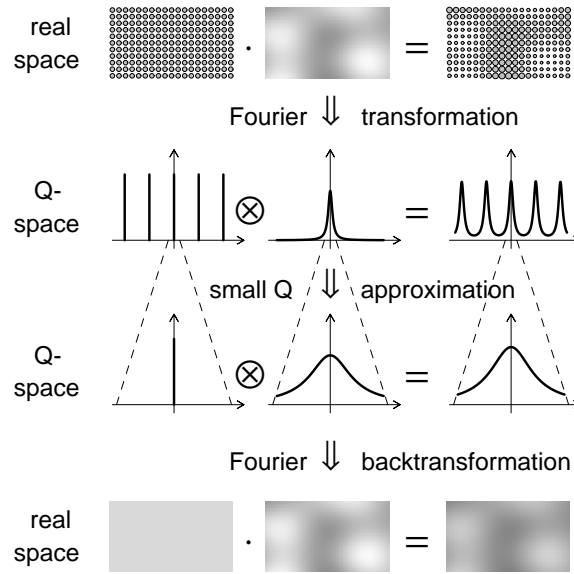 real
space
· =
Fourier ⇓ transformation
Q-
space
⊗ =
small Q ⇓ approximation
Q-
space
⊗ =
Fourier ⇓ backtransformation
real
space
· =